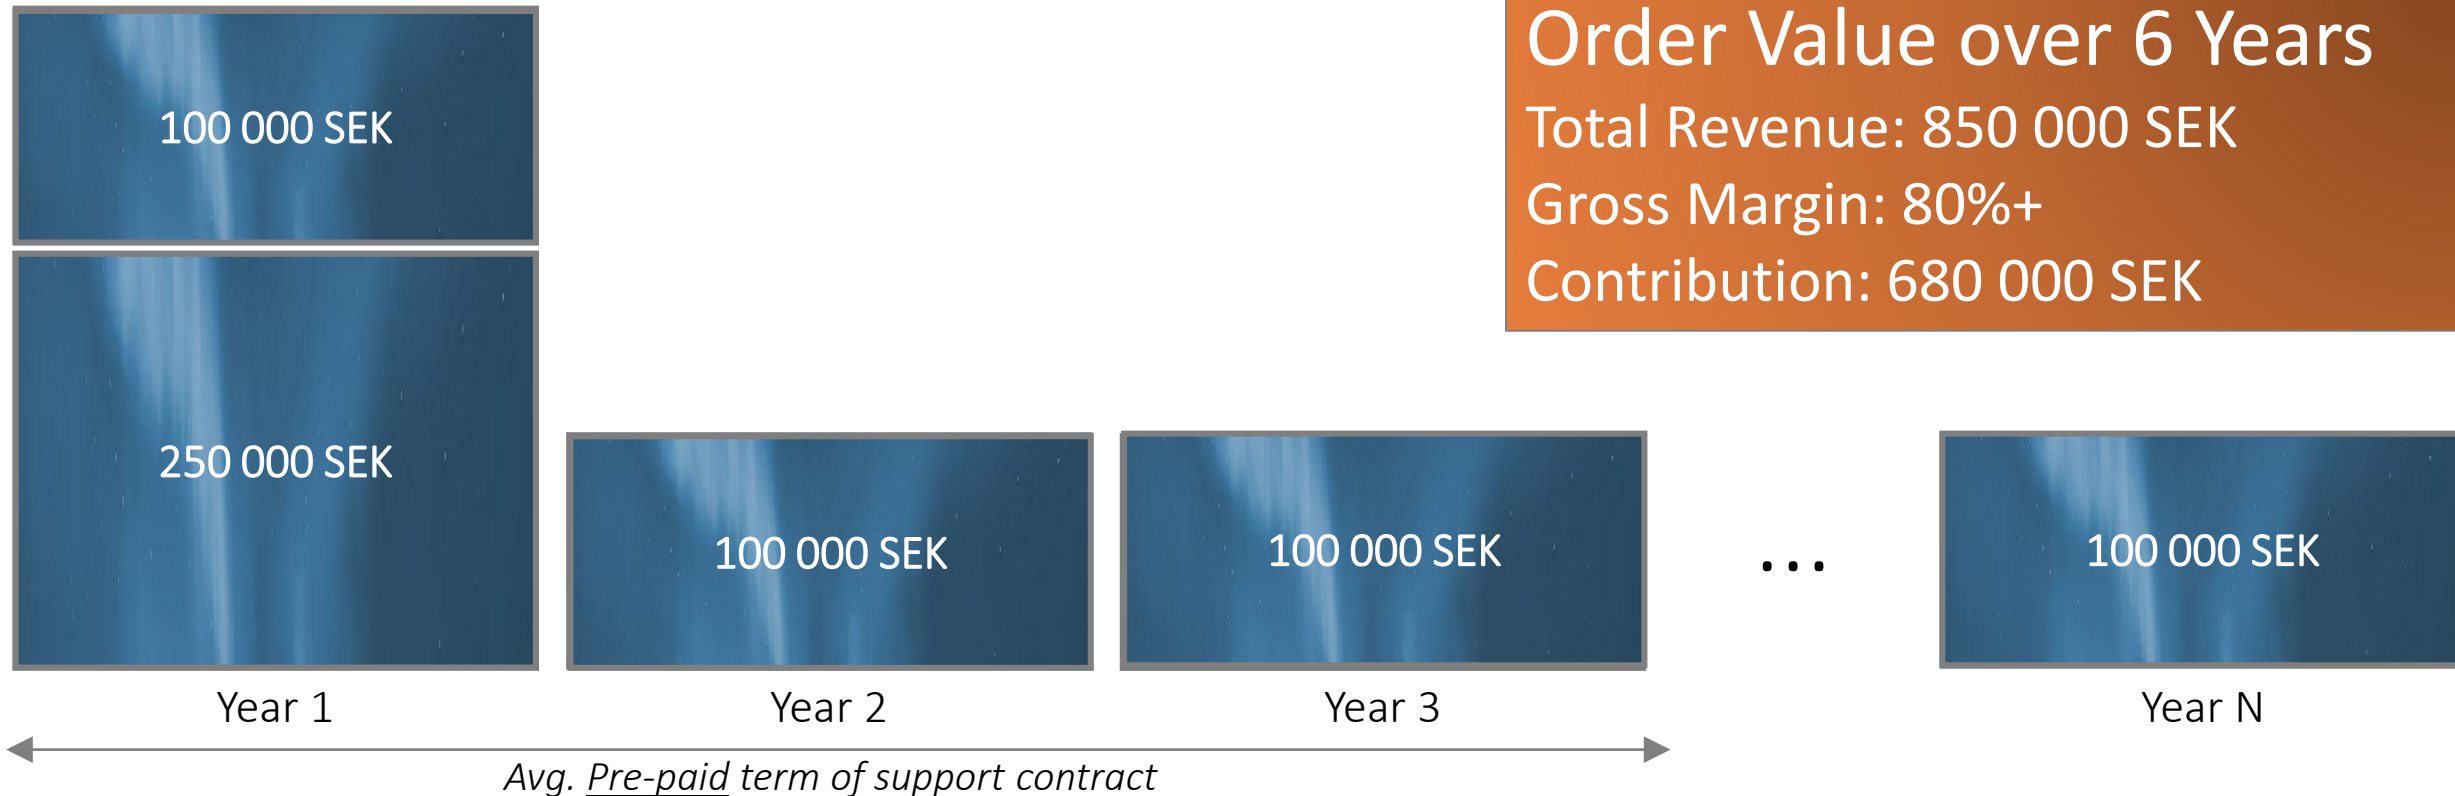 Order Value over 6 Years
Total Revenue: 850 000 SEK
Gross Margin: 80%+
Contribution: 680 000 SEK
100 000 SEK
250 000 SEK
100 000 SEK
100 000 SEK
...
100 000 SEK
Year 1
Year 2
Year 3
Year N
Avg. Pre-paid term of support contract